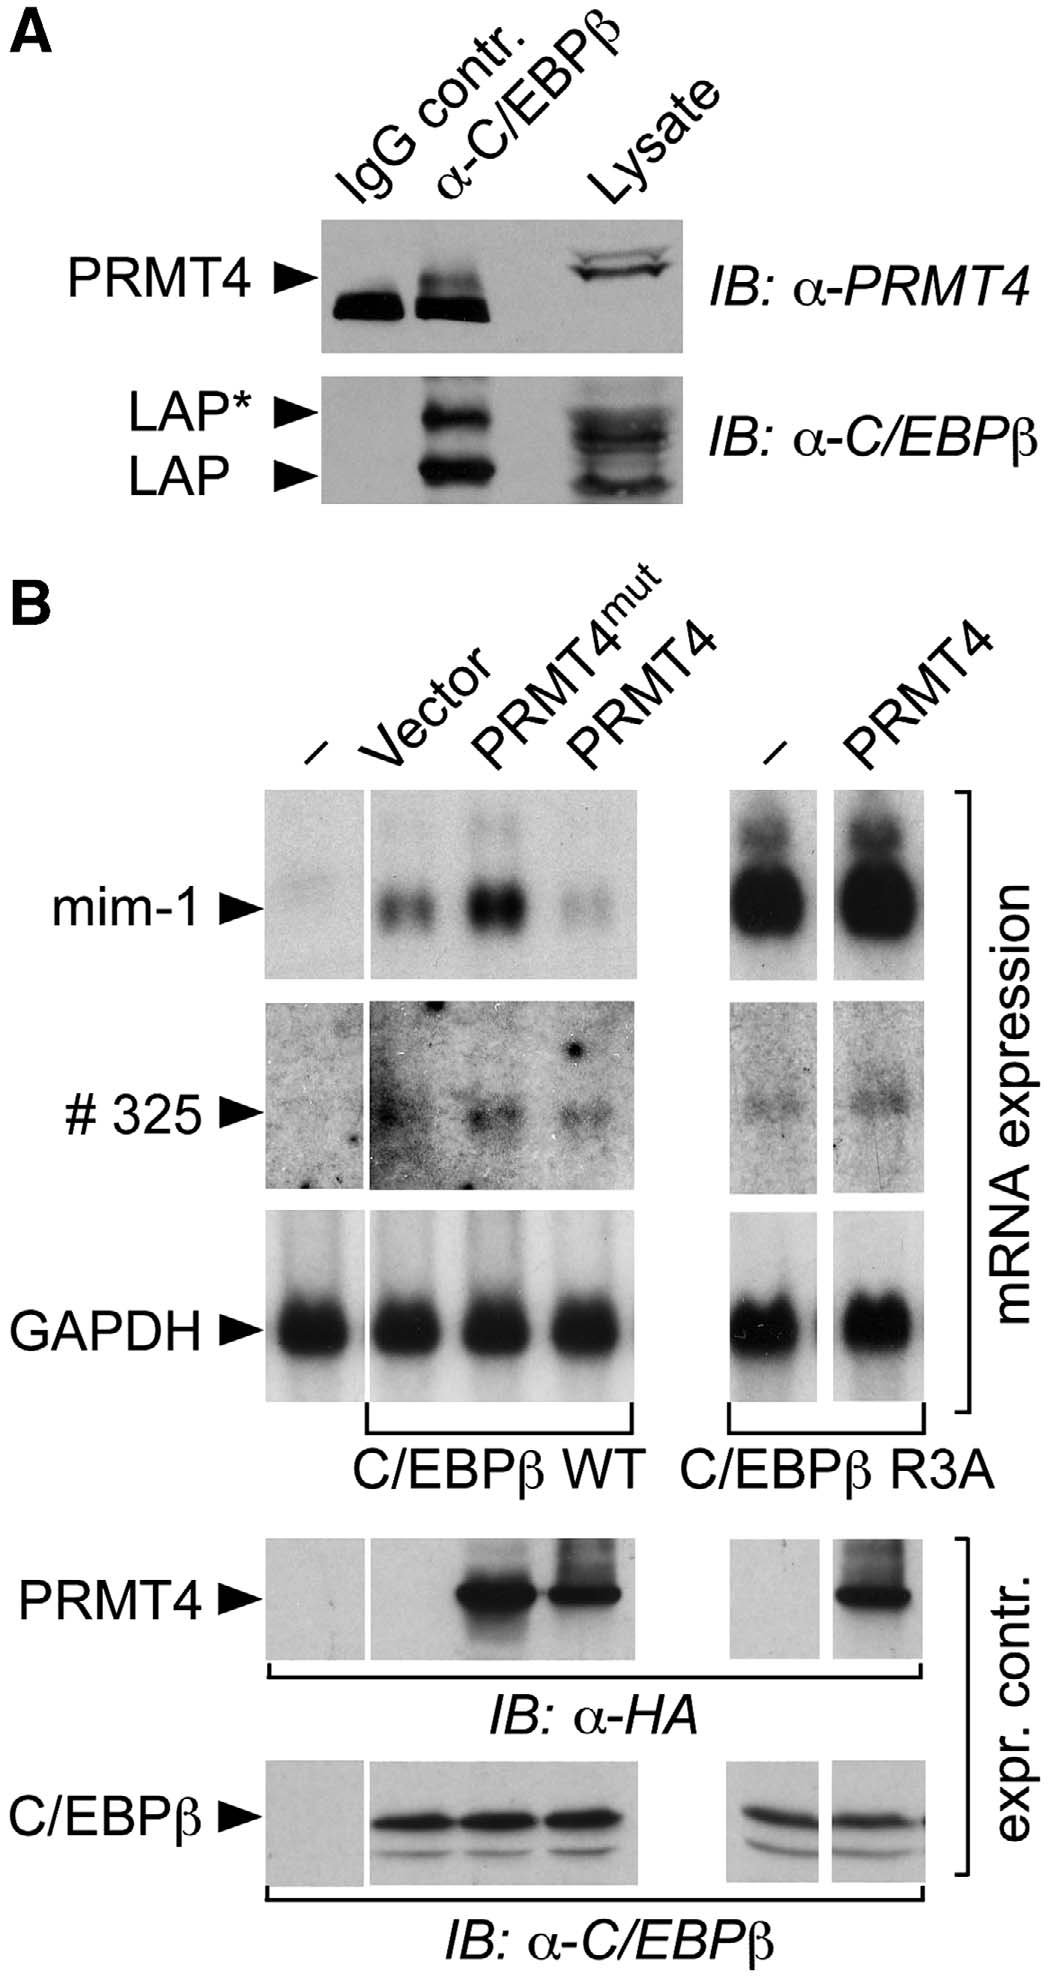 A
IgG contr.
α-C/EBPβ
Lysate
PRMT4
IB: α-PRMT4
LAP*
LAP
IB: α-C/EBPβ
B
–
Vector
PRMT4mut
PRMT4
–
PRMT4
mim-1
# 325
GAPDH
mRNA expression
C/EBPβ WT
C/EBPβ R3A
PRMT4
IB: α-HA
C/EBPβ
expr. contr.
IB: α-C/EBPβ